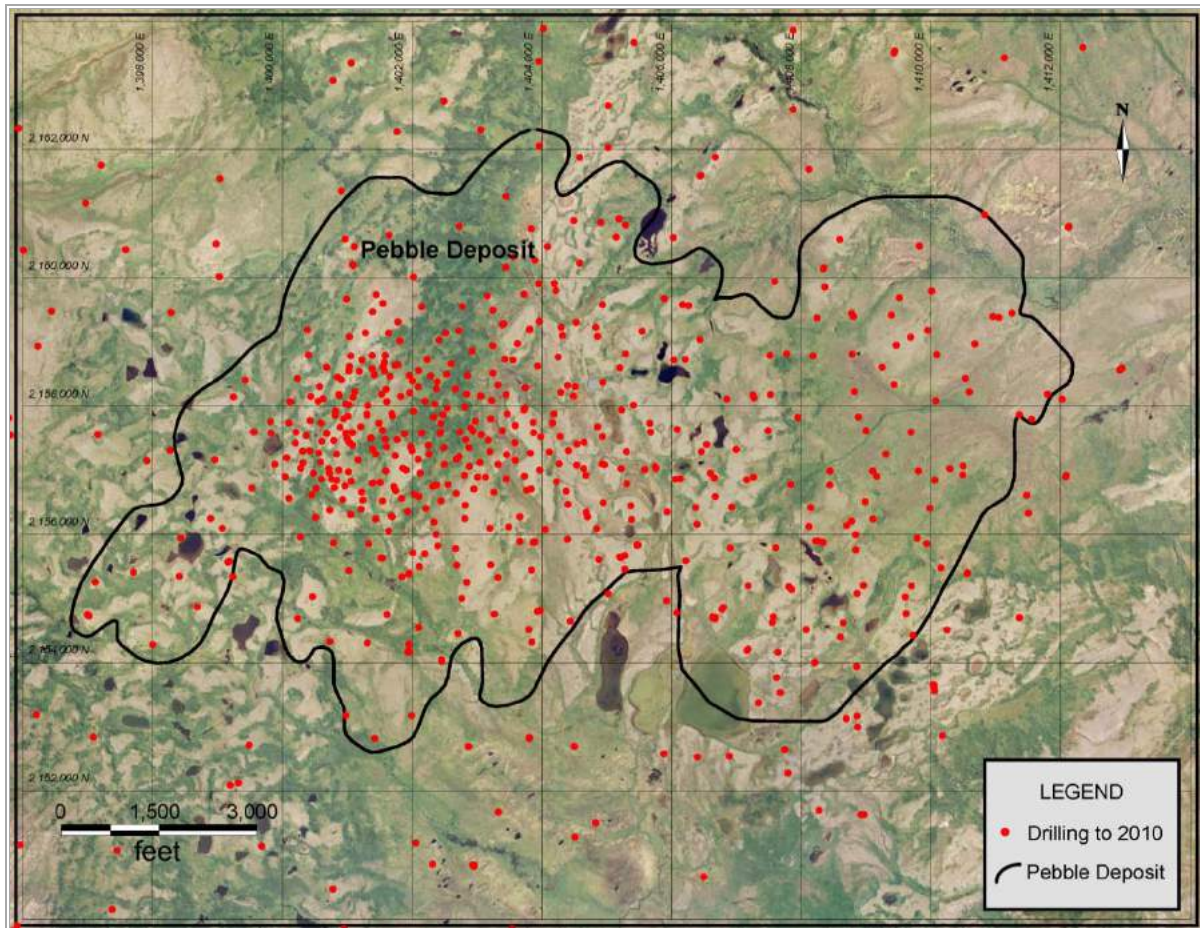 1,398,000 E
1,400,000 E
1,402,000 E
1,404,000 E
1,406,000 E
1,408,000 E
1,410,000 E
1,412,000 E
N
2,162,000 N
Pebble Deposit
2,160,000 N
2,158,000 N
2,156,000 N
2,154,000 N
2,152,000 N
0 1,500 3,000
feet
LEGEND
Drilling to 2010
Pebble Deposit